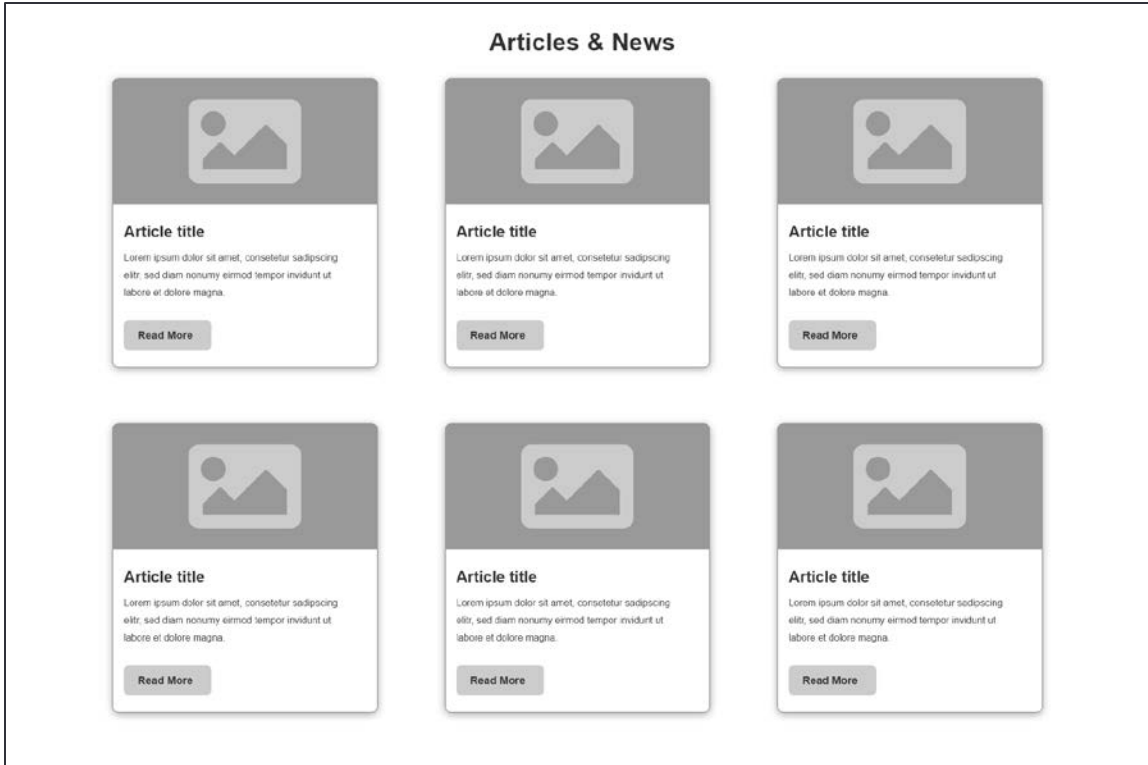 Articles & News
Article title
Lorem ipsum dolor sit amet, consetetur sadipscing
elitr, sed diam nonumy eirmod tempor invidunt ut
labore et dolore magna.
Read More
Article title
Lorem ipsum dolor sit amet, consetetur sadipscing
elitr, sed diam nonumy eirmod tempor invidunt ut
labore et dolore magna.
Read More
Article title
Lorem ipsum dolor sit amet, consetetur sadipscing
elitr, sed diam nonumy eirmod tempor invidunt ut
labore et dolore magna.
Read More
Article title
Lorem ipsum dolor sit amet, consetetur sadipscing
elitr, sed diam nonumy eirmod tempor invidunt ut
labore et dolore magna.
Read More
Article title
Lorem ipsum dolor sit amet, consetetur sadipscing
elitr, sed diam nonumy eirmod tempor invidunt ut
labore et dolore magna.
Read More
Article title
Lorem ipsum dolor sit amet, consetetur sadipscing
elitr, sed diam nonumy eirmod tempor invidunt ut
labore et dolore magna.
Read More